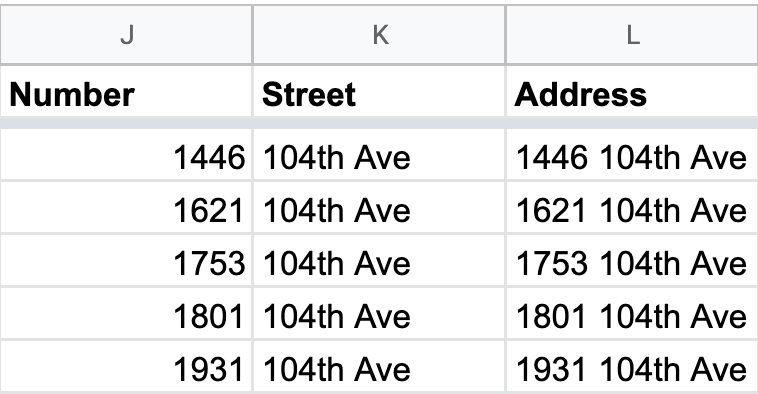 J K L
Number Street Address
1446 104th Ave 1446 104th Ave
1621 104th Ave 1621 104th Ave
1753 104th Ave 1753 104th Ave
1801 104th Ave 1801 104th Ave
1931 104th Ave 1931 104th Ave